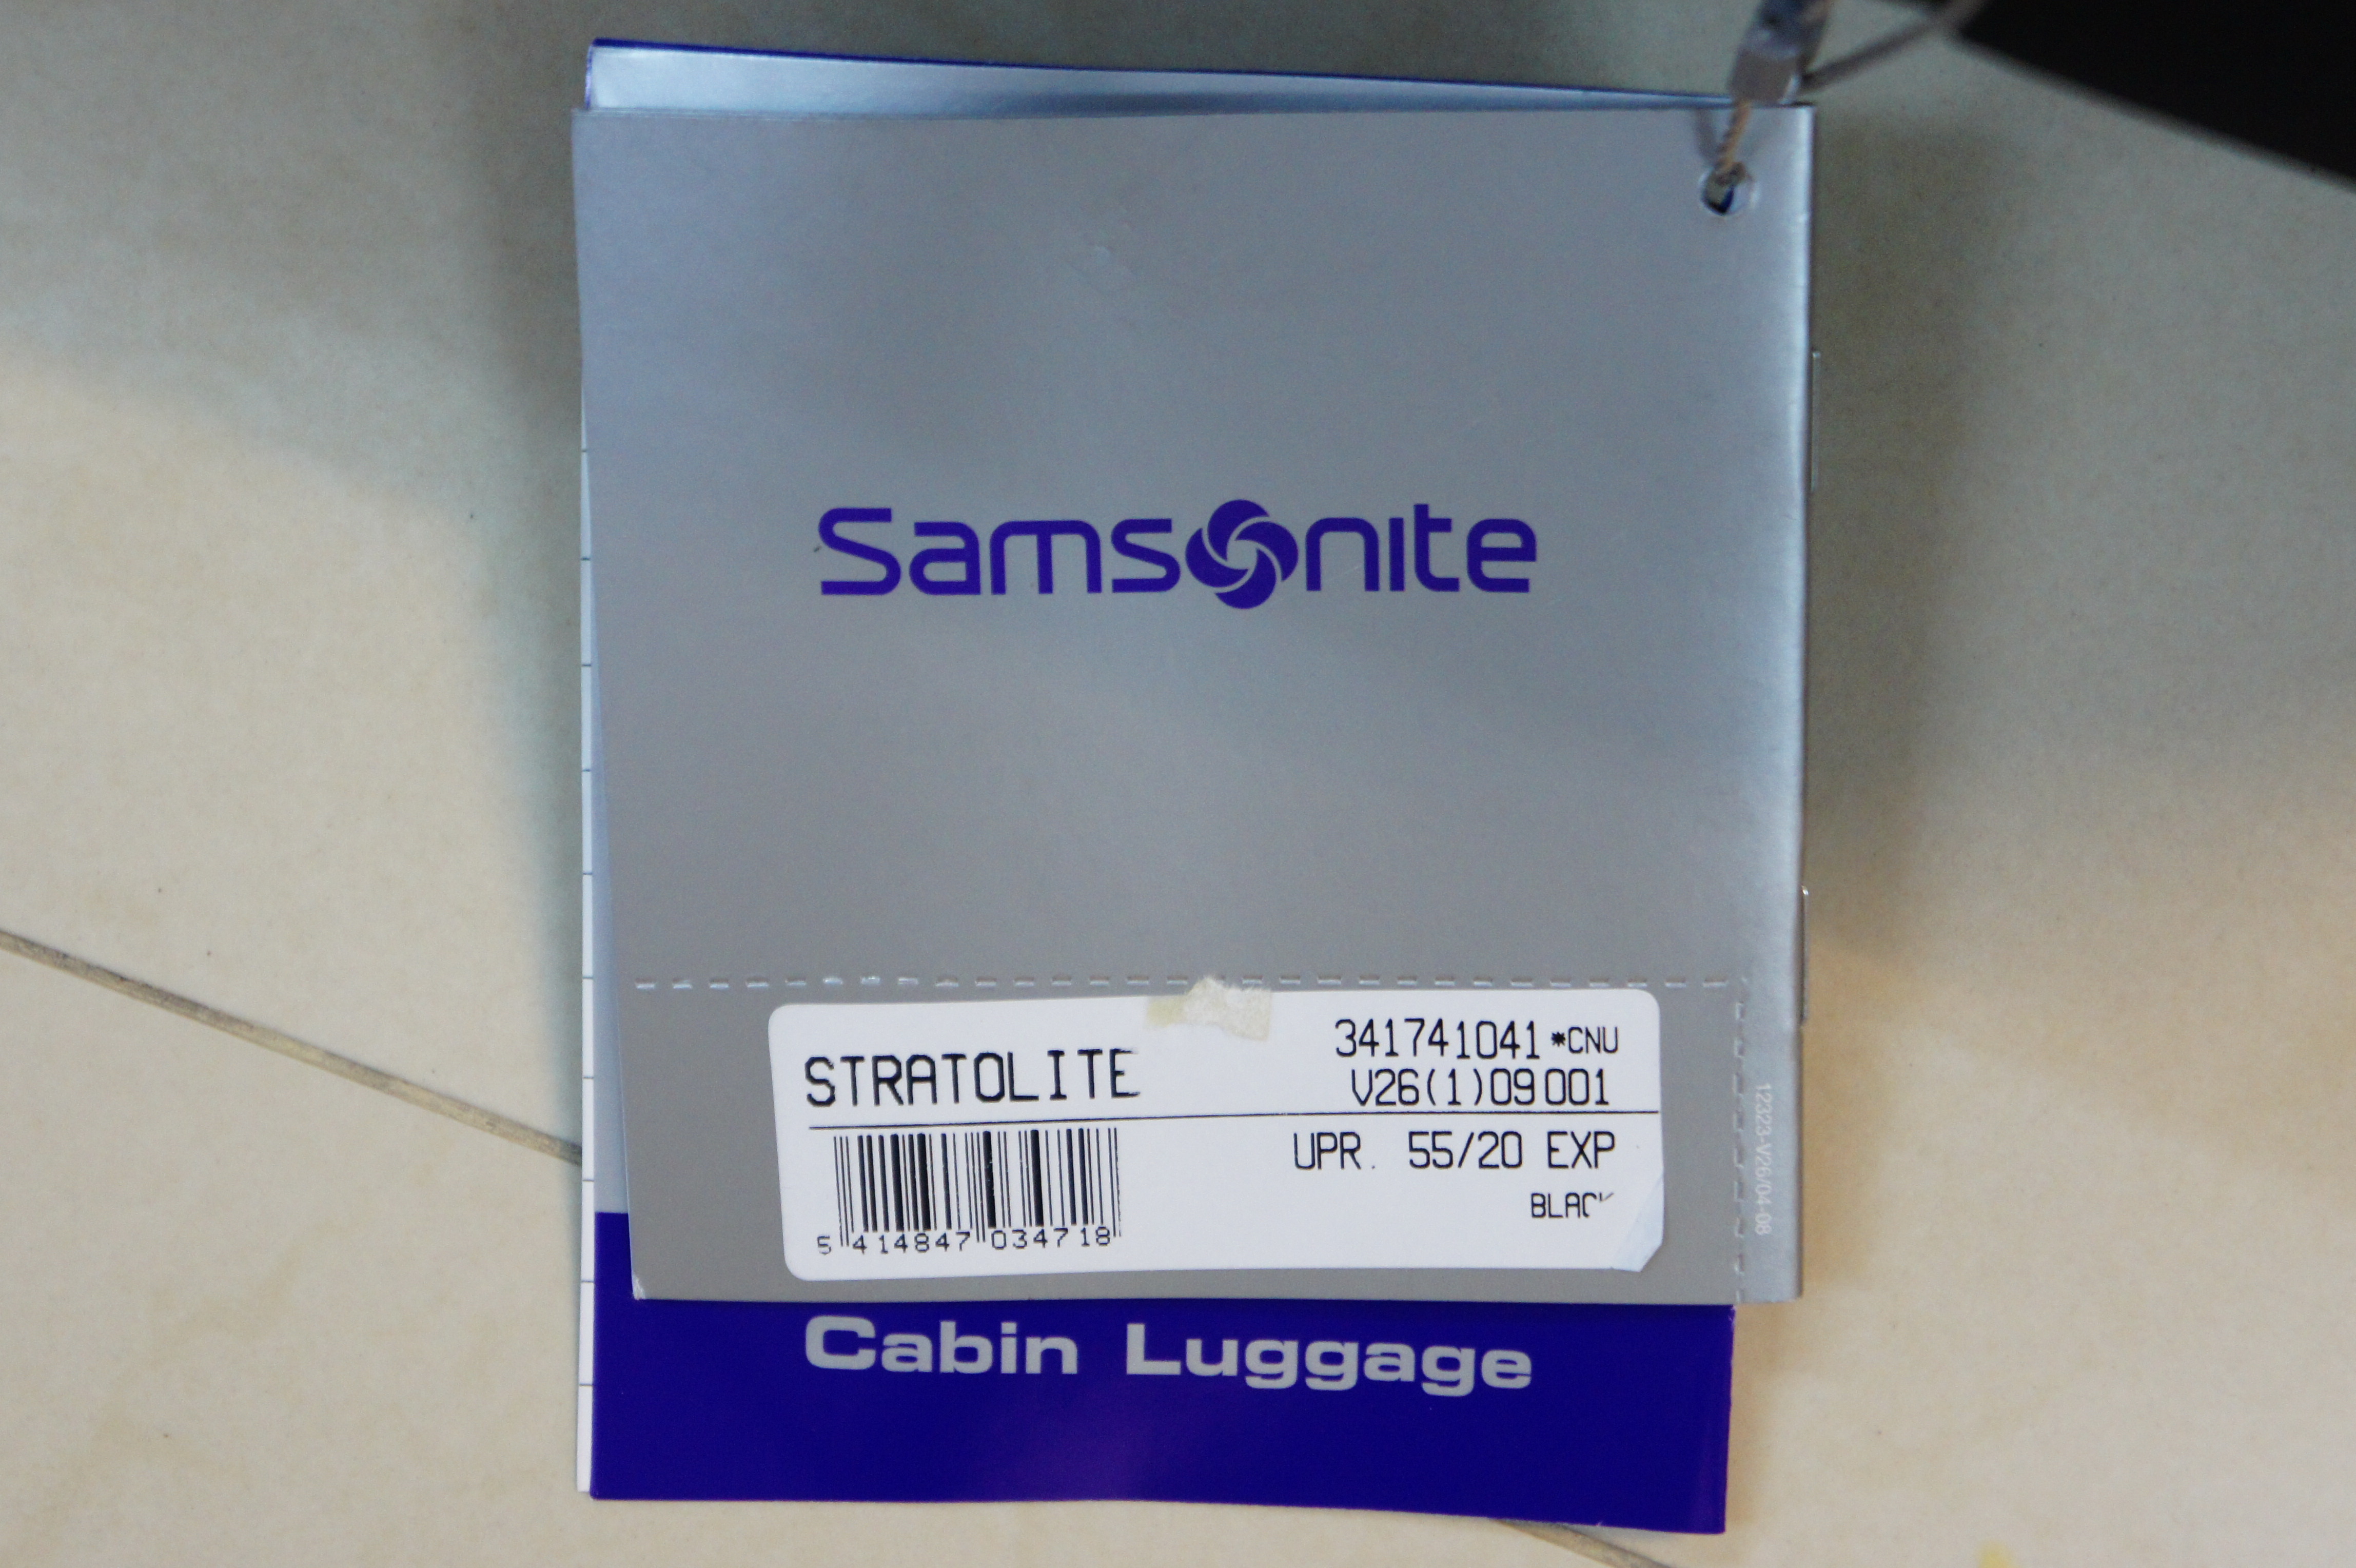 Samsonite
STRATOLITE
341741041 *CNU
V26(1)09 001
UPR. 55/20 EXP
BLACK
5 414847 034718
12323-V26/04-08
Cabin Luggage